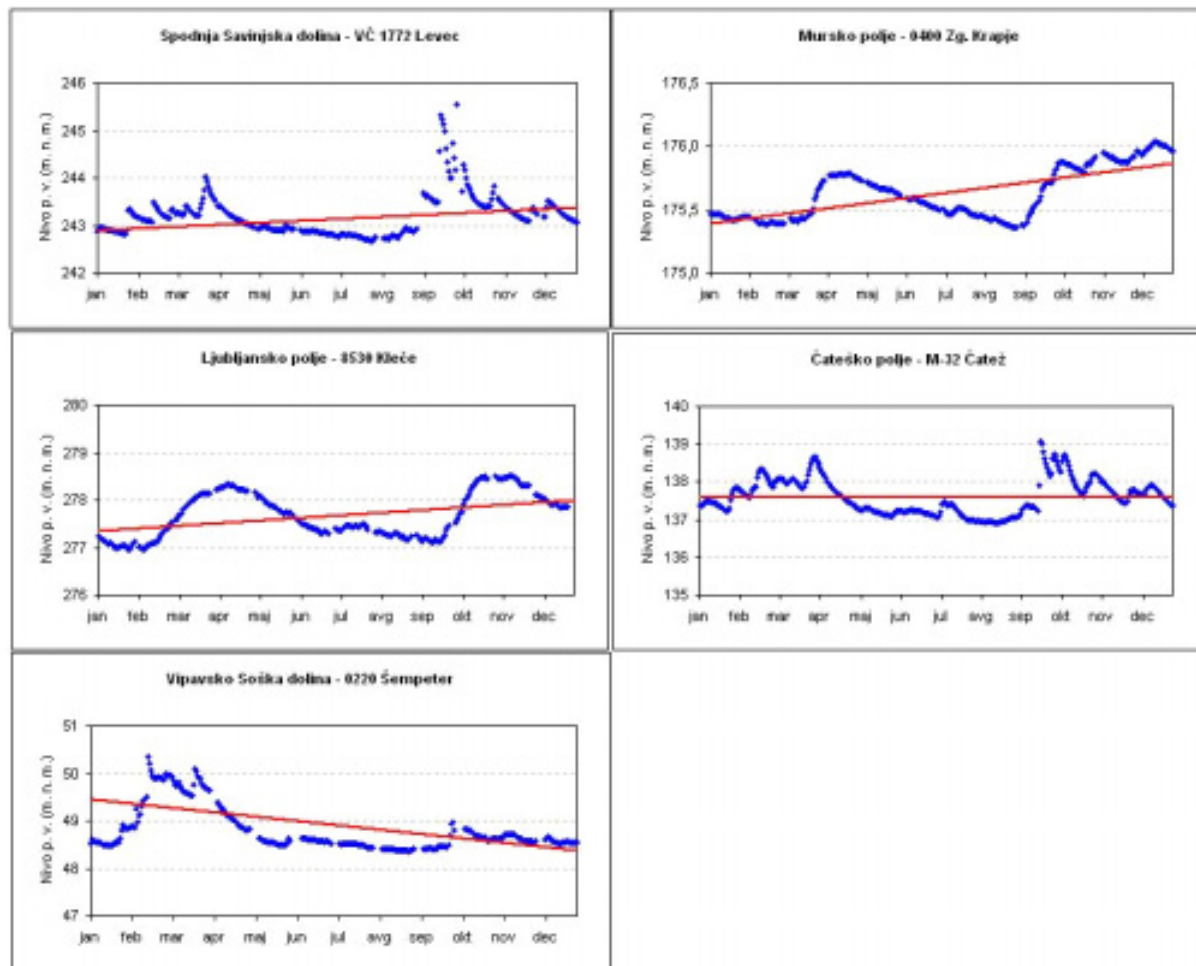 Spodnja Savinjska dolina - VČ 1772 Levec
Nivo p. v. (m. n. m.)
246
245
244
243
242
jan feb mar apr maj jun jul avg sep okt nov dec
Mursko polje - 0400 Zg. Krapje
Nivo p. v. (m. n. m.)
176,5
176,0
175,5
175,0
jan feb mar apr maj jun jul avg sep okt nov dec
Ljubljansko polje - 8530 Kleče
Nivo p. v. (m. n. m.)
280
279
278
277
276
jan feb mar apr maj jun jul avg sep okt nov dec
Čateško polje - M-32 Čatež
Nivo p. v. (m. n. m.)
140
139
138
137
136
135
jan feb mar apr maj jun jul avg sep okt nov dec
Vipavsko Soška dolina - 0220 Šempeter
Nivo p. v. (m. n. m.)
51
50
49
48
47
jan feb mar apr maj jun jul avg sep okt nov dec